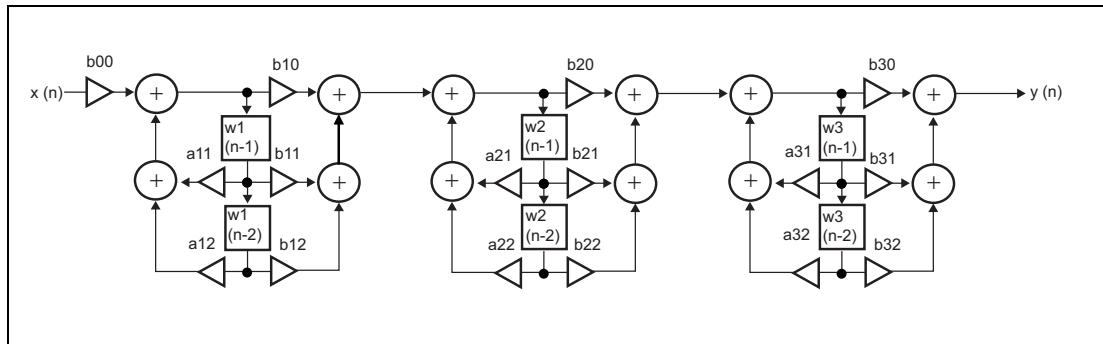 b00
b10
b20
b30
x (n)
+
+
+
+
+
+
y (n)
w1
(n-1)
w2
(n-1)
w3
(n-1)
a11
b11
a21
b21
a31
b31
+
+
+
+
+
+
w1
(n-2)
w2
(n-2)
w3
(n-2)
a12
b12
a22
b22
a32
b32